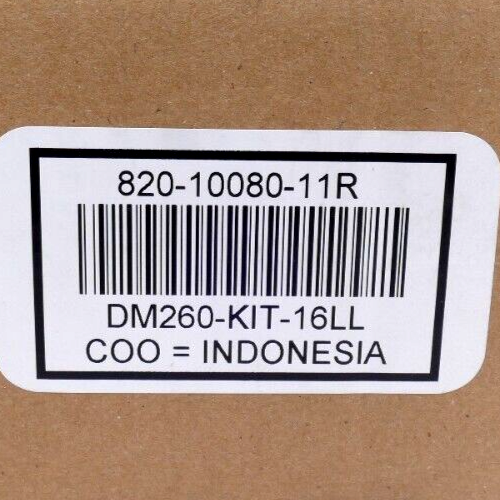 820-10080-11R
DM260-KIT-16LL
COO = INDONESIA